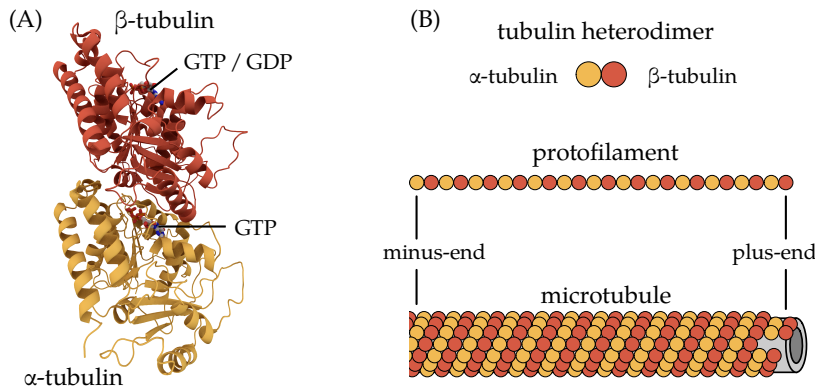 (A)
β-tubulin
GTP / GDP
GTP
α-tubulin
(B)
tubulin heterodimer
α-tubulin
β-tubulin
protofilament
minus-end
plus-end
microtubule